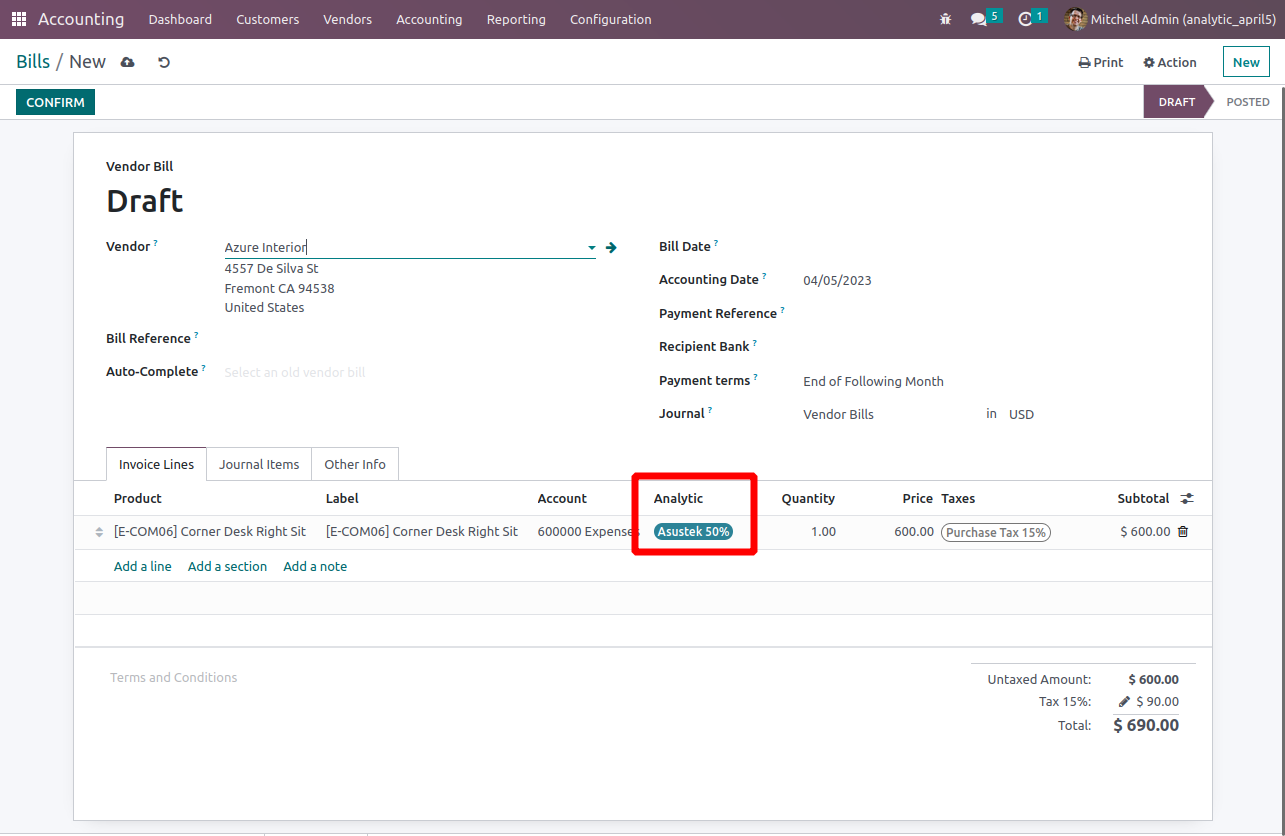 Accounting Dashboard Customers Vendors Accounting Reporting Configuration 5 1 Mitchell Admin (analytic_april5)
Bills / New Print Action New
CONFIRM DRAFT POSTED
Vendor Bill
Draft
Vendor ? Azure Interior Bill Date ?
4557 De Silva St
Fremont CA 94538
United States
Accounting Date ? 04/05/2023
Payment Reference ?
Bill Reference ? Recipient Bank ?
Auto-Complete ? Select an old vendor bill Payment terms ? End of Following Month
Journal ? Vendor Bills in USD
Invoice Lines Journal Items Other Info
Product Label Account Analytic Quantity Price Taxes Subtotal
[E-COM06] Corner Desk Right Sit [E-COM06] Corner Desk Right Sit 600000 Expenses Asustek 50% 1.00 600.00 Purchase Tax 15% $ 600.00
Add a line Add a section Add a note
Terms and Conditions
Untaxed Amount: $ 600.00
Tax 15%: $ 90.00
Total: $ 690.00